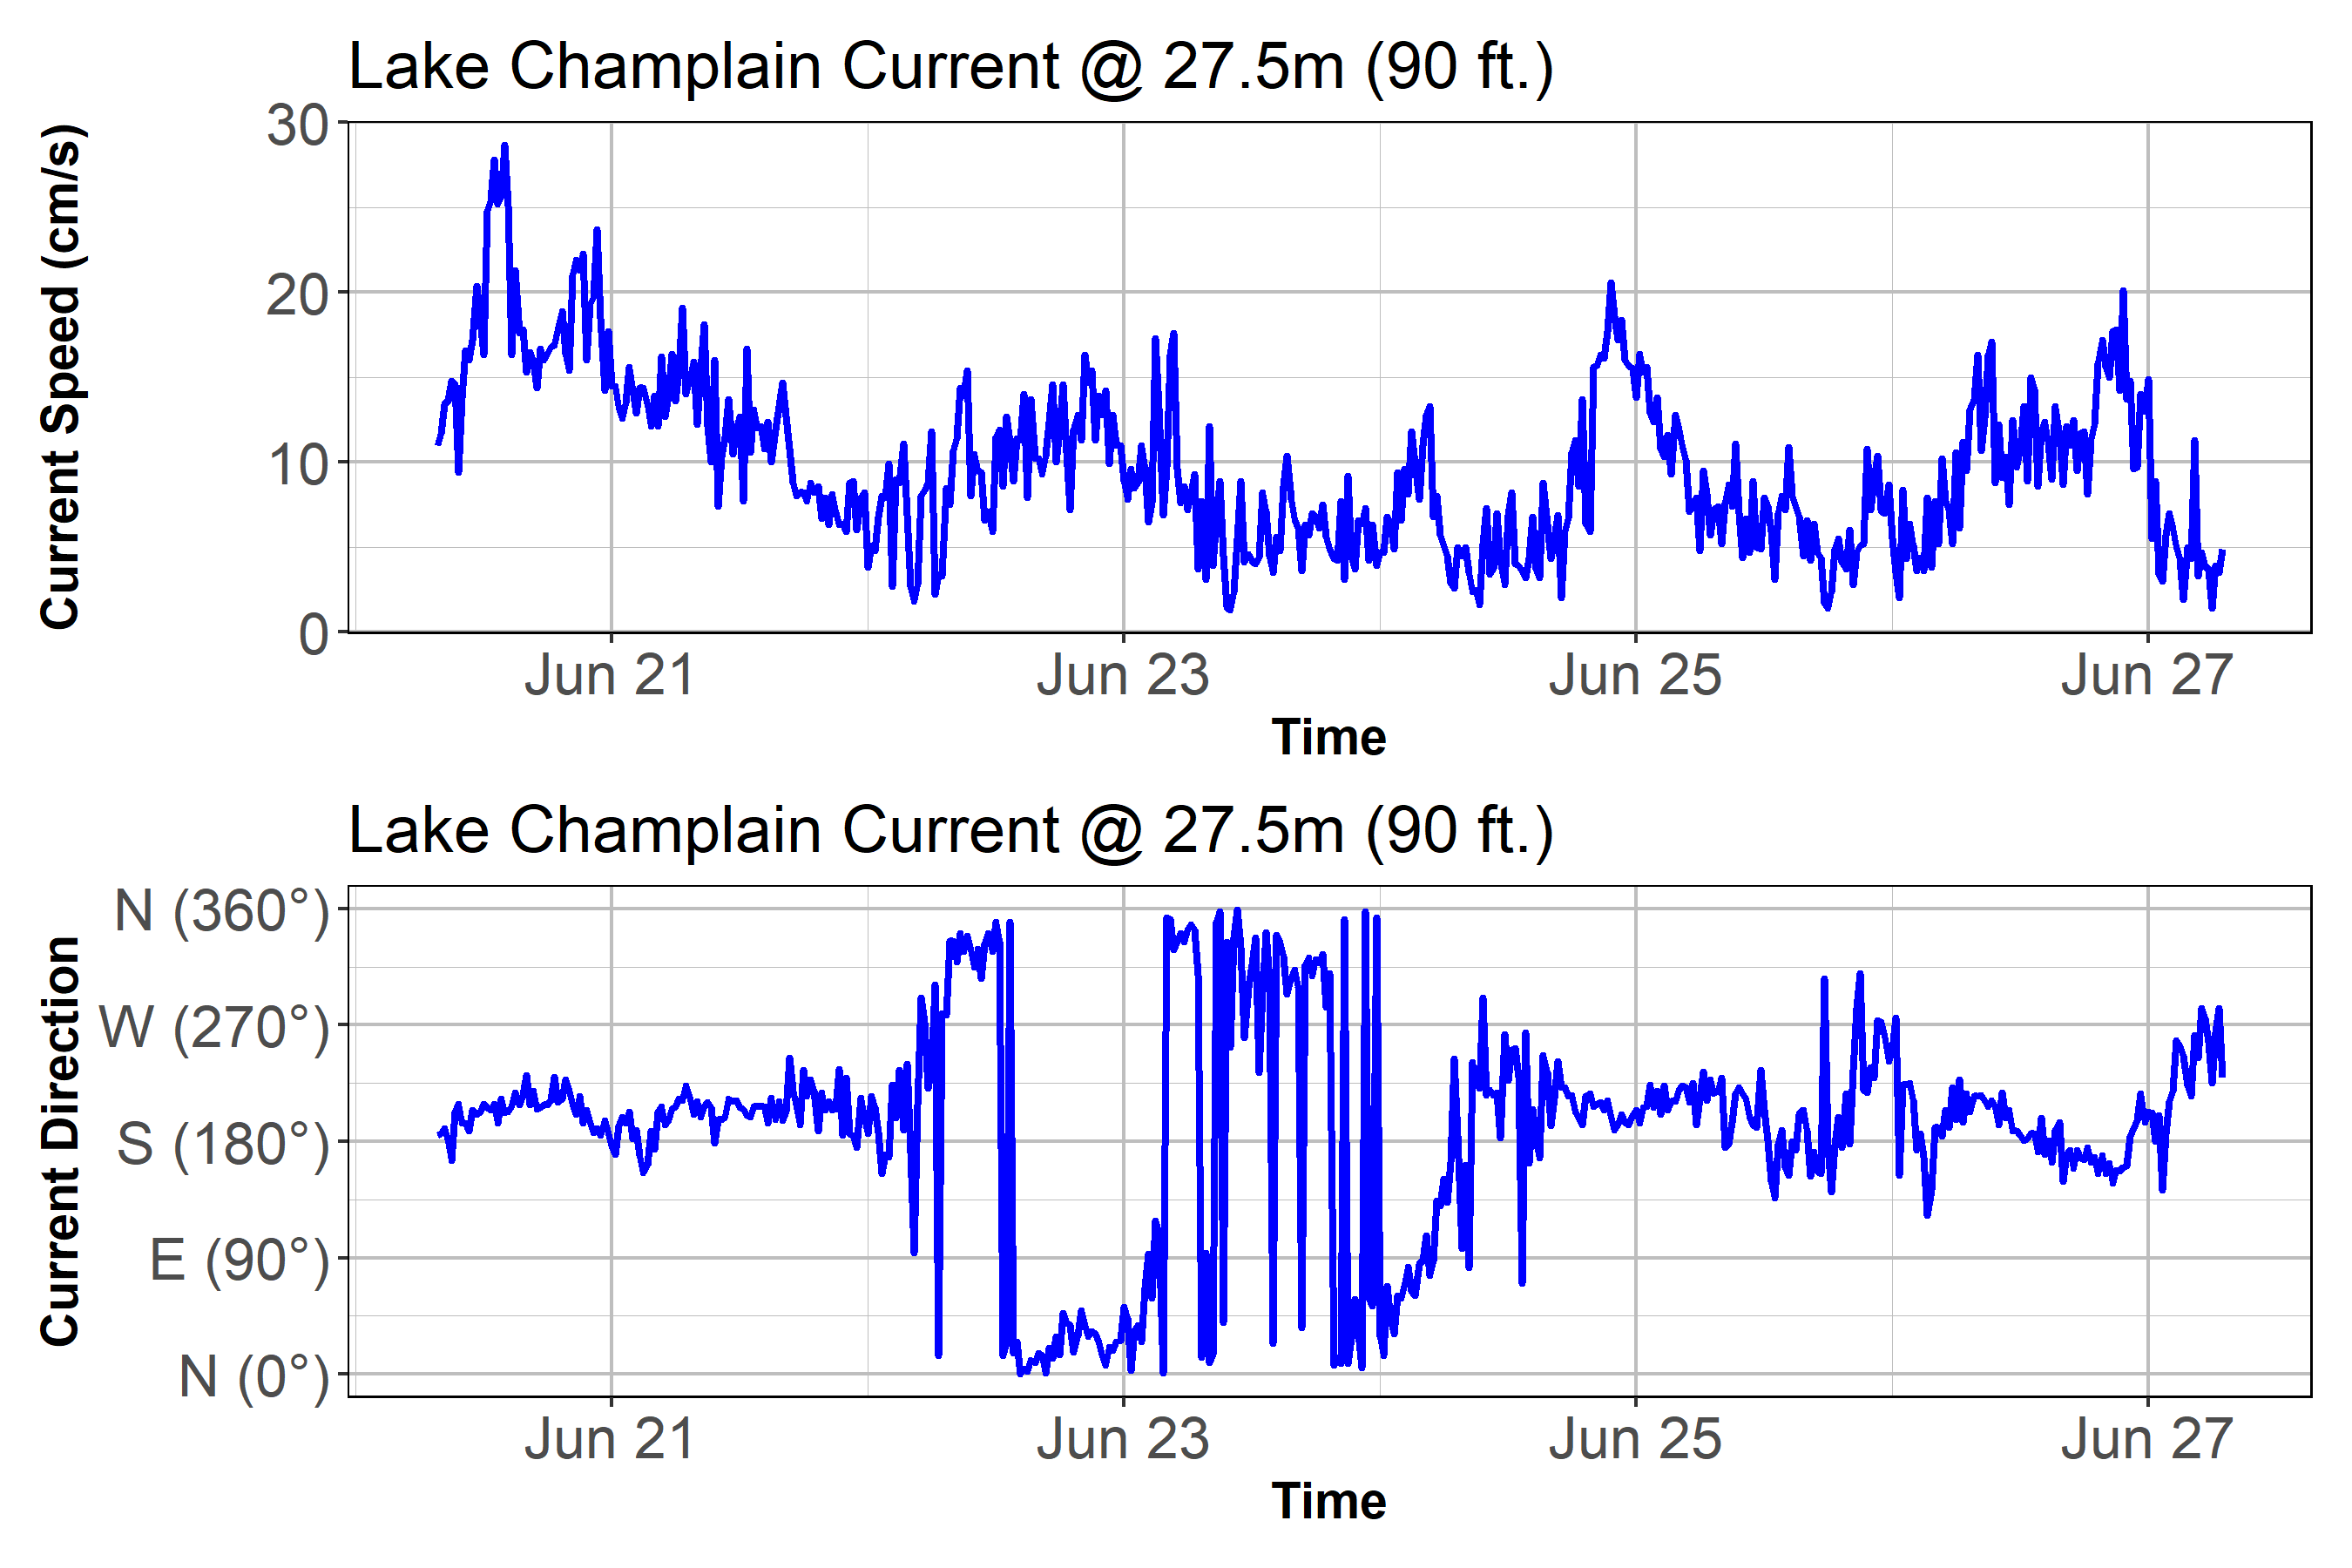 Lake Champlain Current @ 27.5m (90 ft.)
Current Speed (cm/s)
30
20
10
0
Jun 21 Jun 23 Jun 25 Jun 27
Time
Lake Champlain Current @ 27.5m (90 ft.)
Current Direction
N (360°)
W (270°)
S (180°)
E (90°)
N (0°)
Jun 21 Jun 23 Jun 25 Jun 27
Time